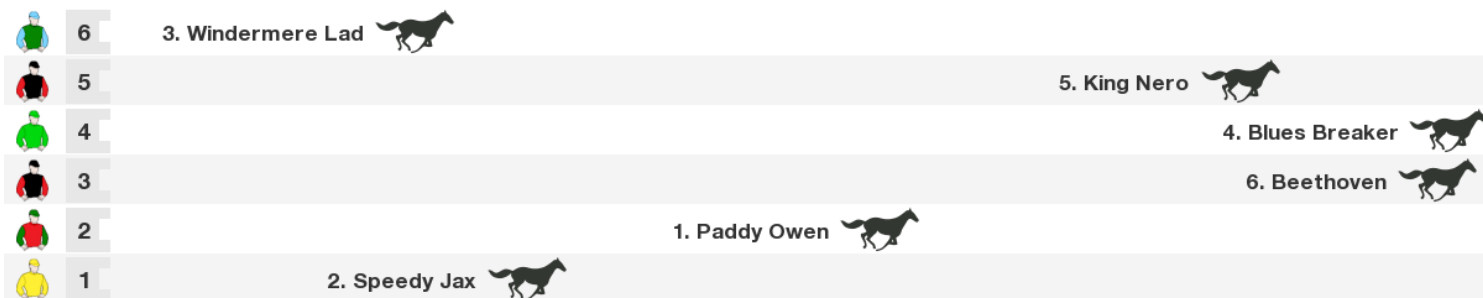 6 3. Windermere Lad
5 5. King Nero
4 4. Blues Breaker
3 6. Beethoven
2 1. Paddy Owen
1 2. Speedy Jax